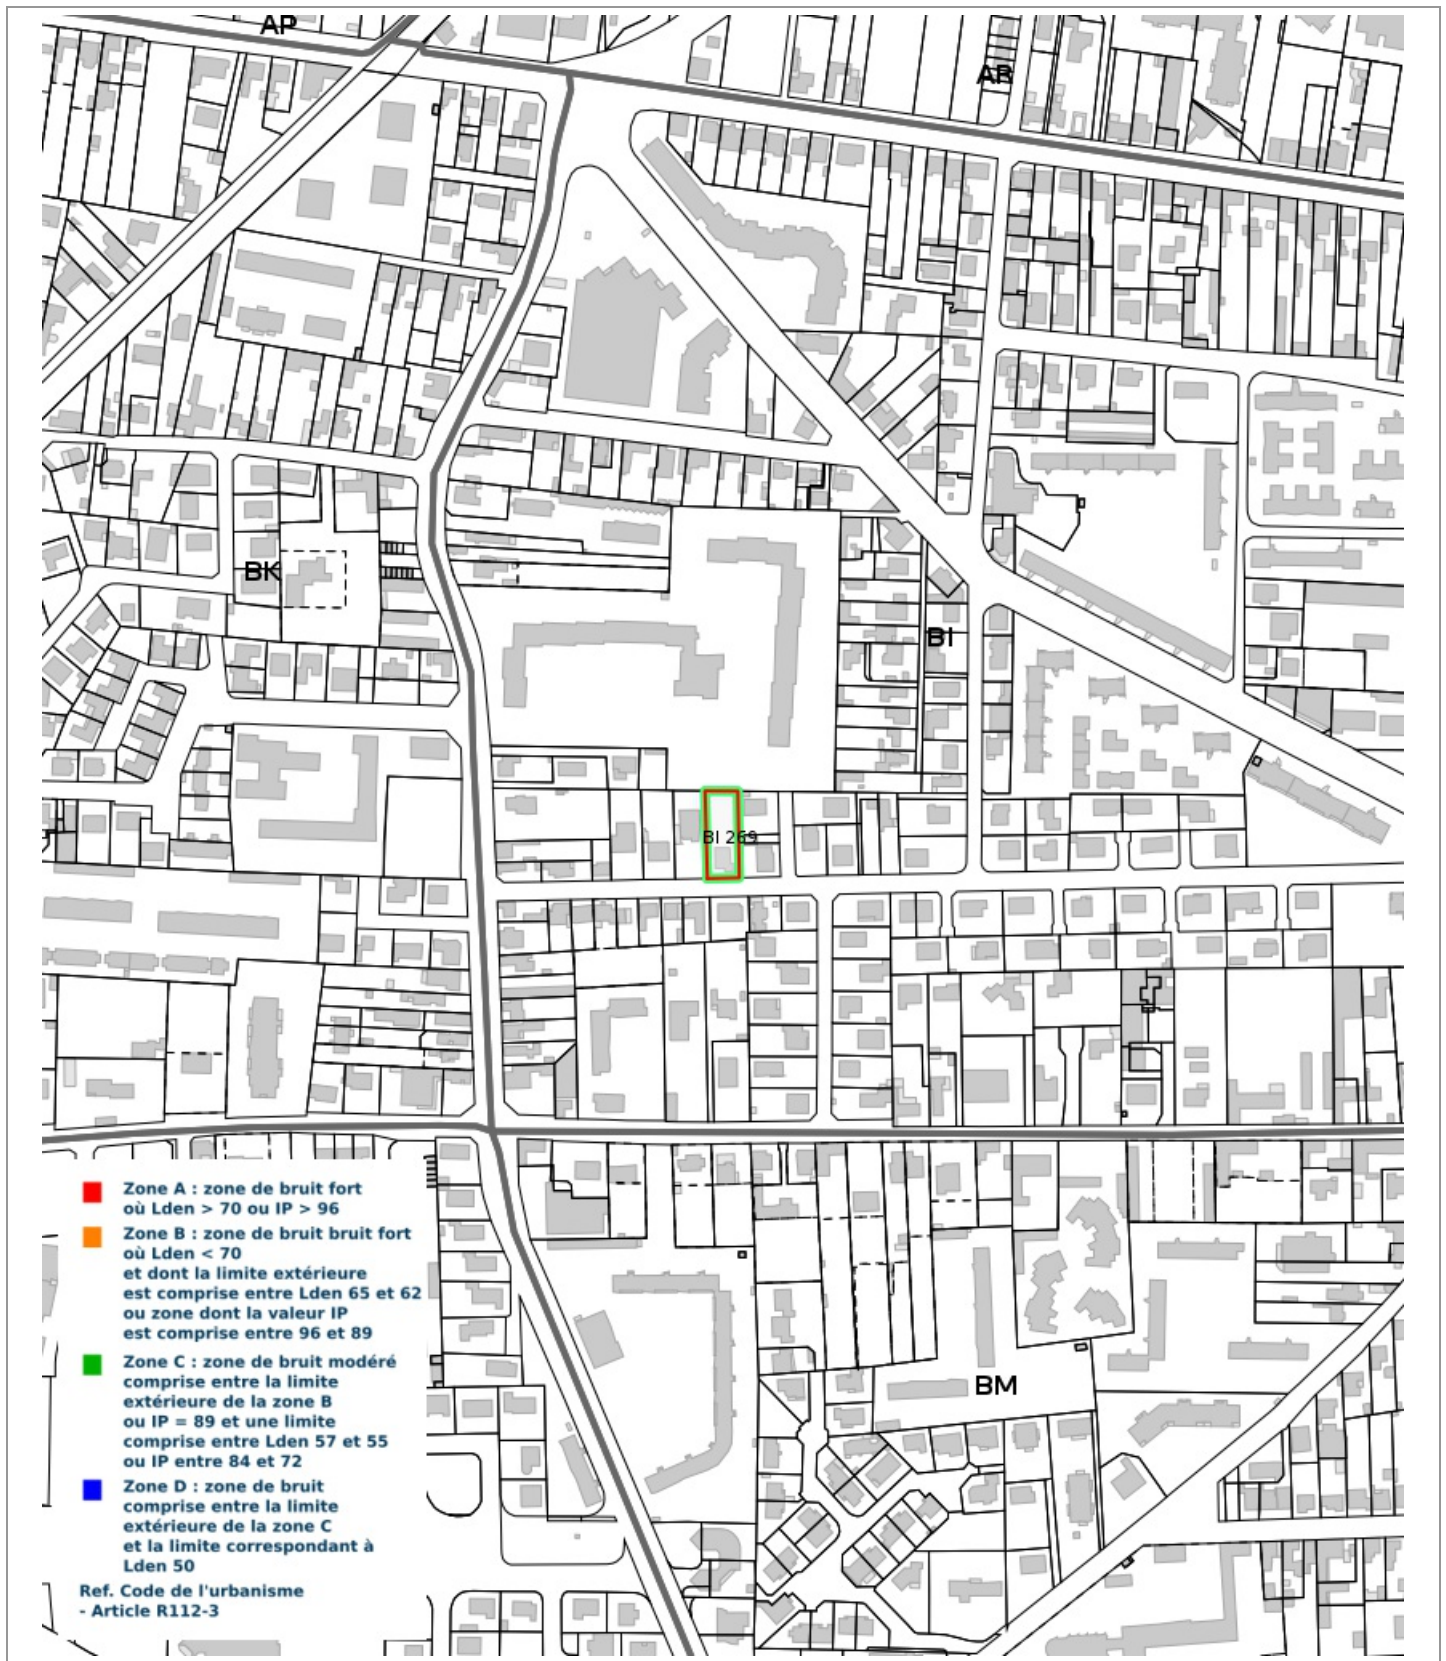 AP
AR
BK
BI
BI 269
Zone A : zone de bruit fort
où Lden > 70 ou IP > 96
Zone B : zone de bruit bruit fort
où Lden < 70
et dont la limite extérieure
est comprise entre Lden 65 et 62
ou zone dont la valeur IP
est comprise entre 96 et 89
Zone C : zone de bruit modéré
comprise entre la limite
extérieure de la zone B
ou IP = 89 et une limite
comprise entre Lden 57 et 55
ou IP entre 84 et 72
Zone D : zone de bruit
comprise entre la limite
extérieure de la zone C
et la limite correspondant à
Lden 50
Ref. Code de l'urbanisme
- Article R112-3
BM